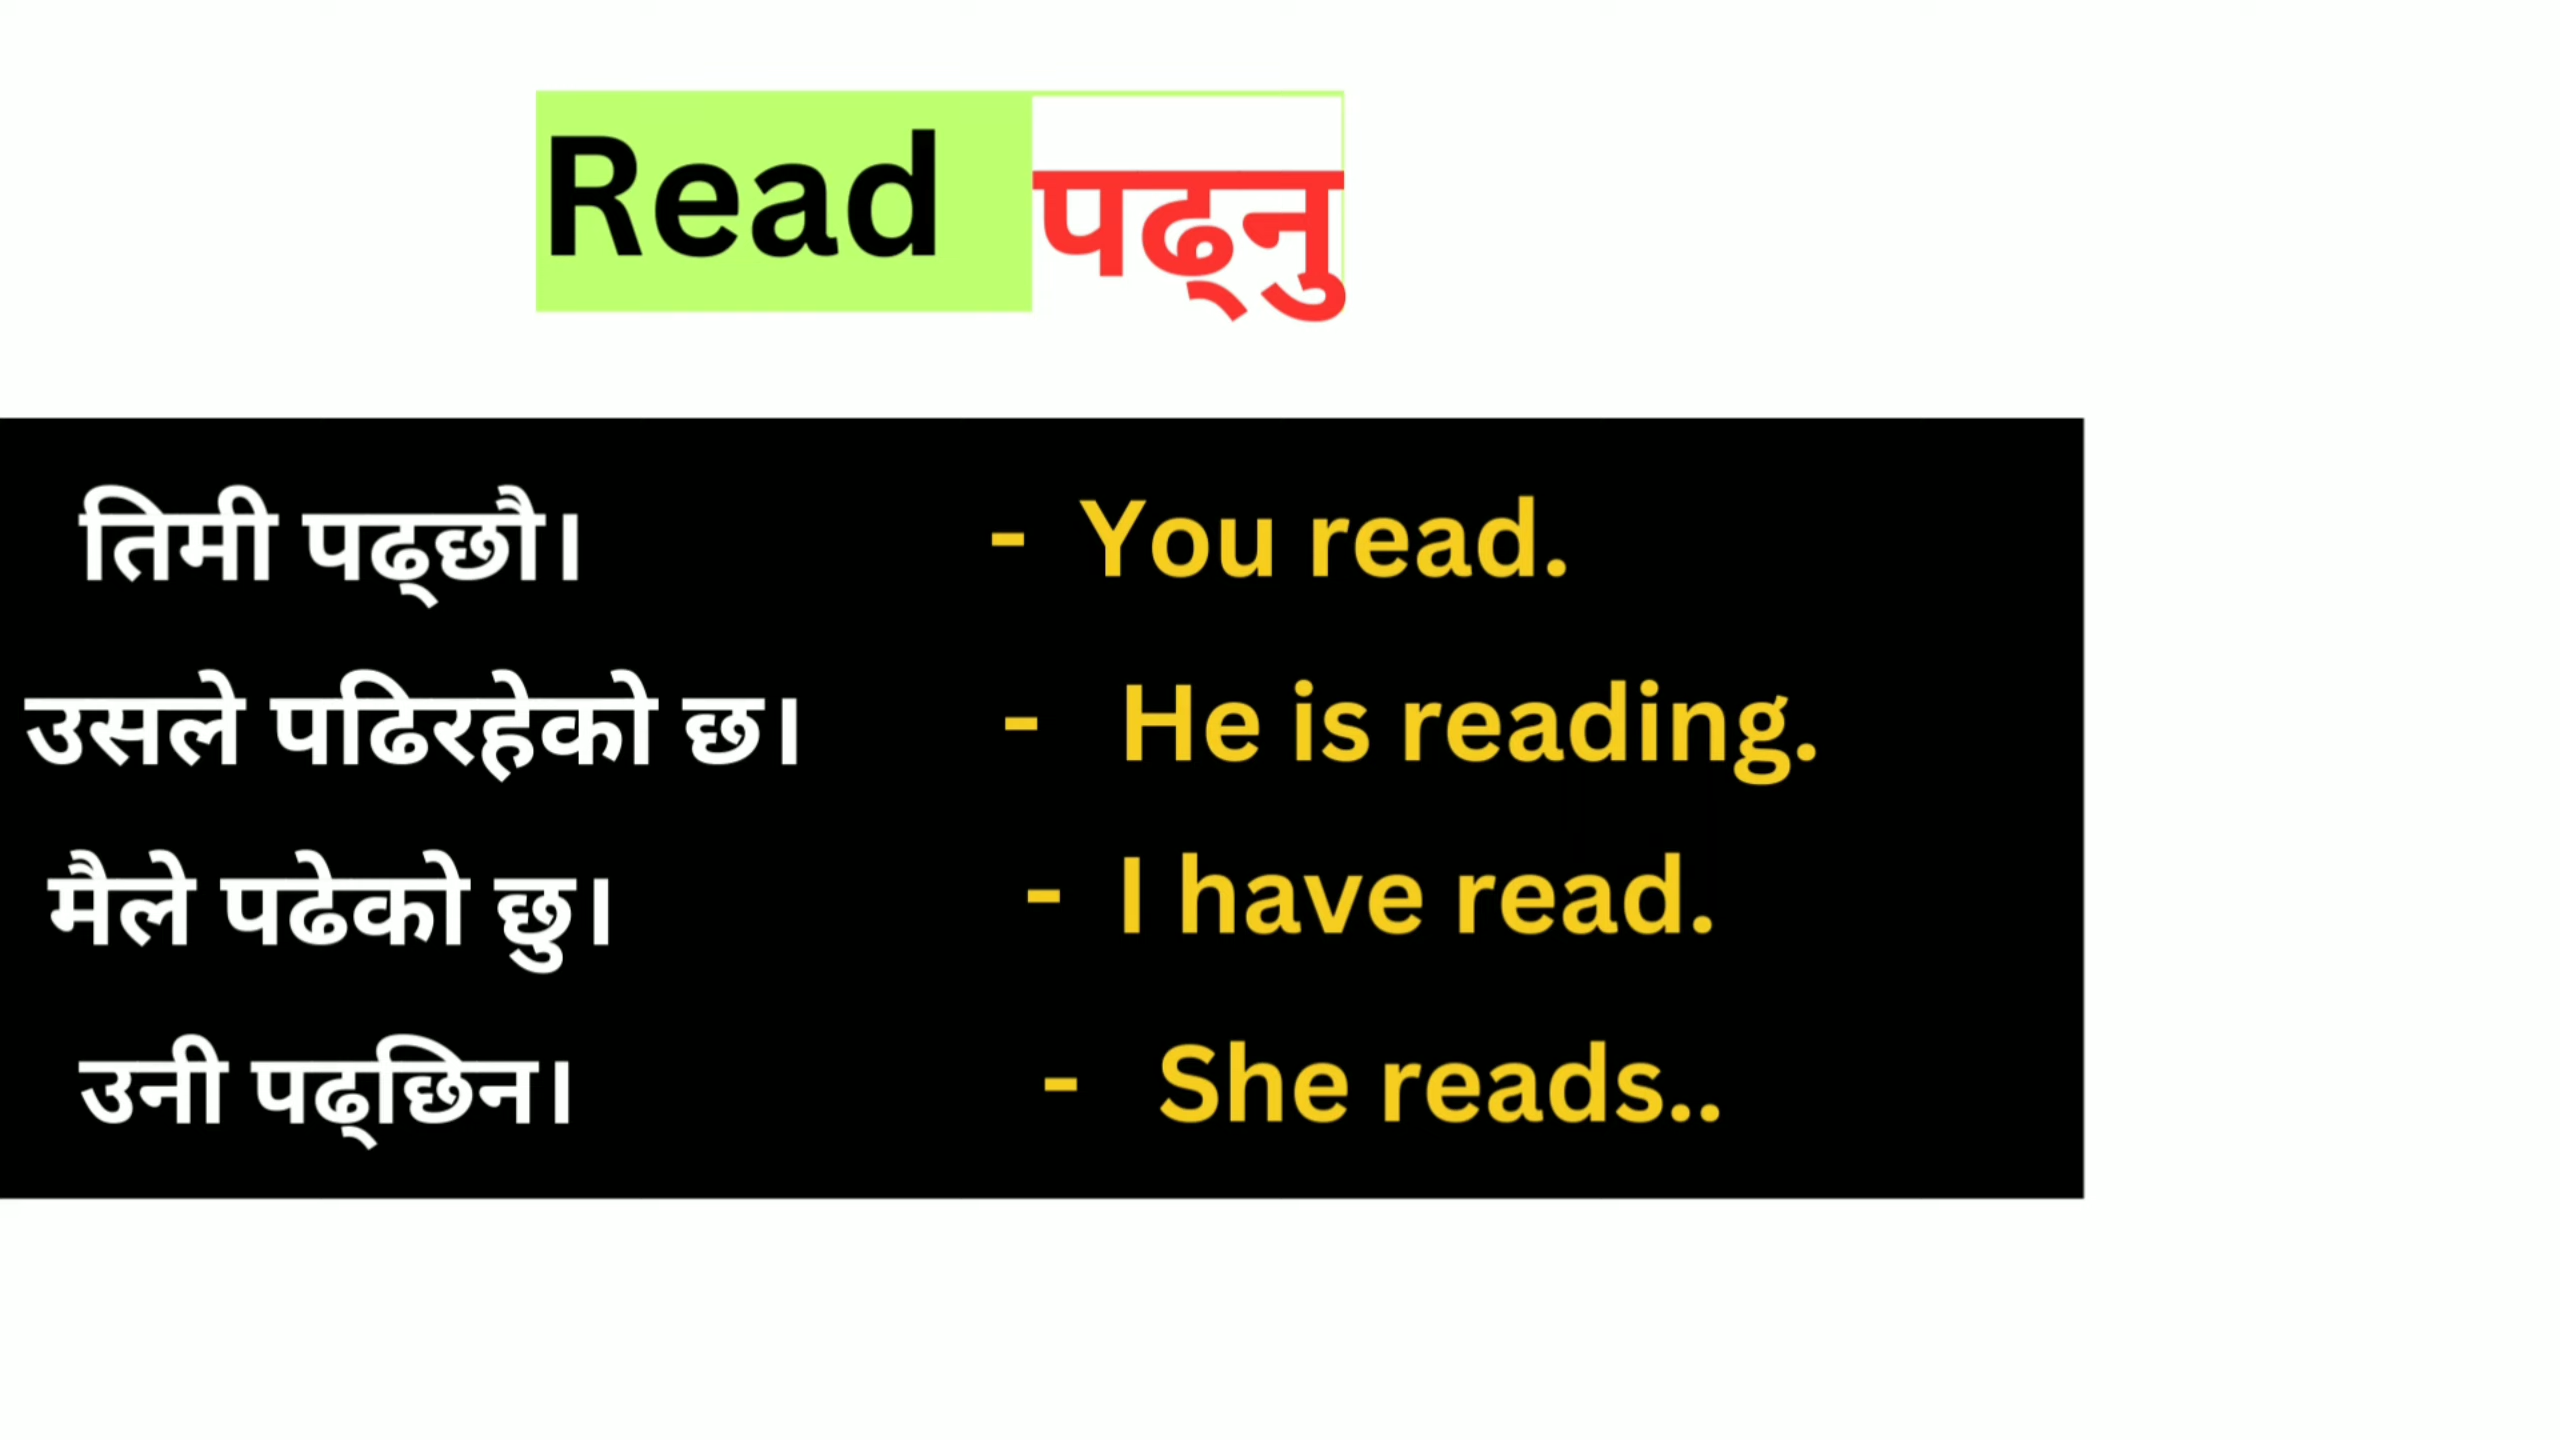 Read पढ्नु
तिमी पढ्छौ। - You read.
उसले पढिरहेको छ। - He is reading.
मैले पढेको छु। - I have read.
उनी पढ्छिन। - She reads..